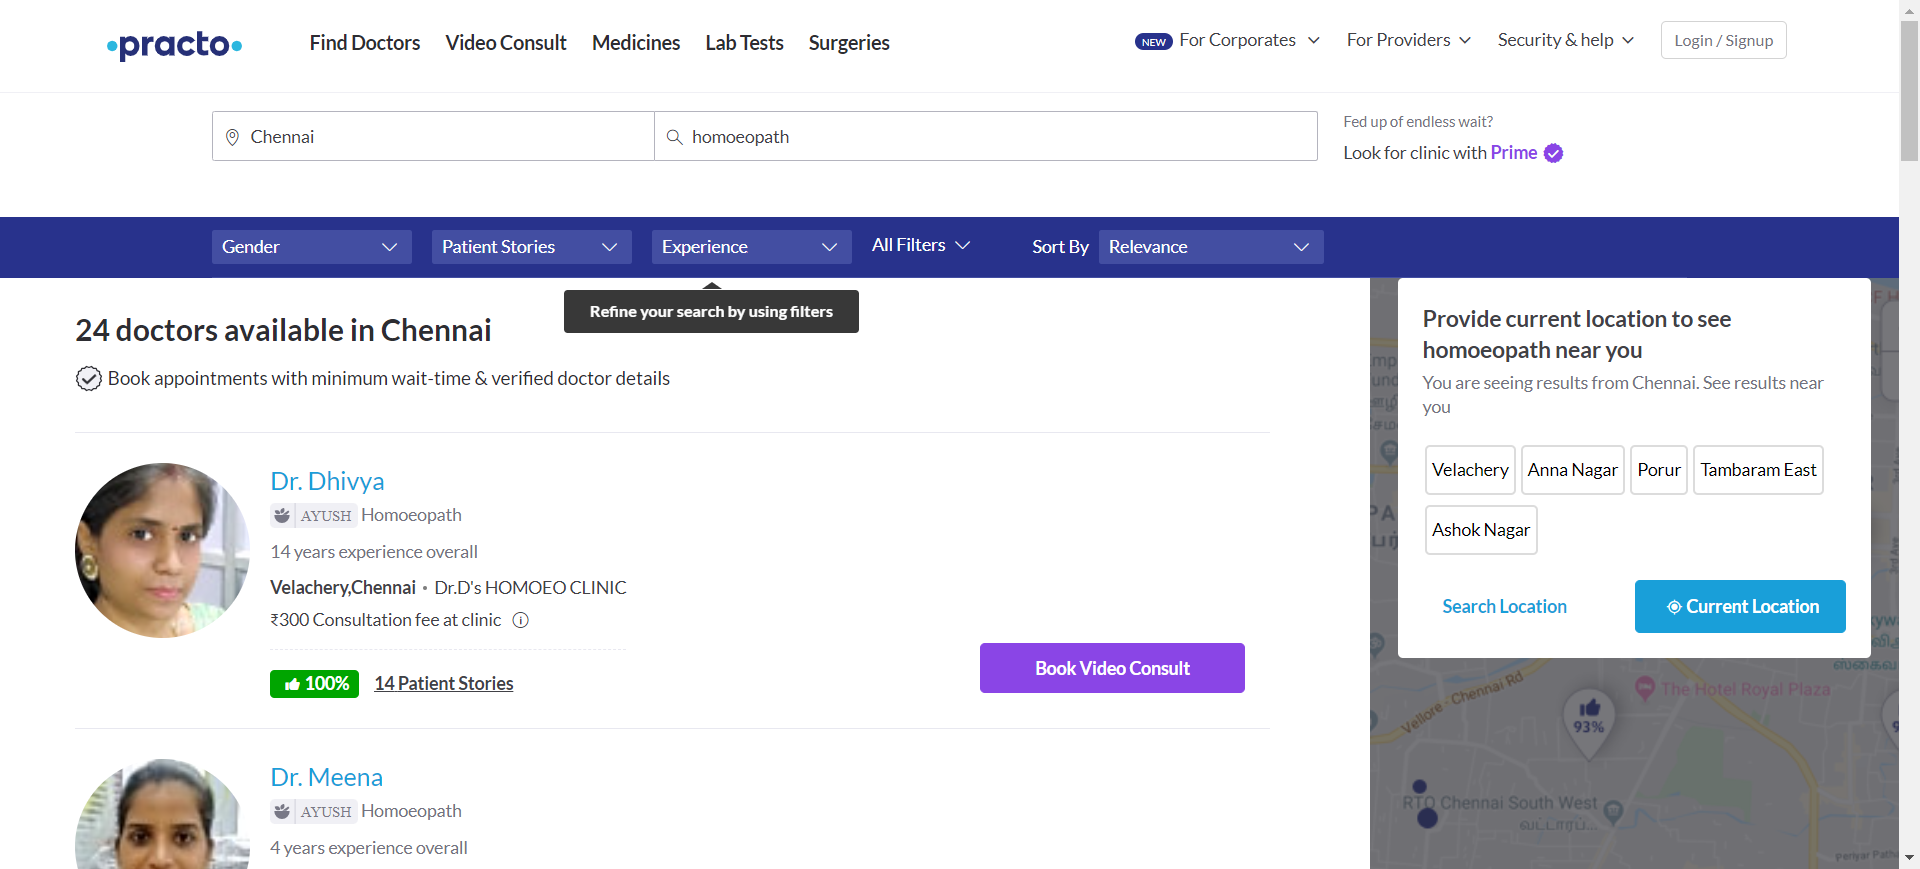 practo
Find Doctors
Video Consult
Medicines
Lab Tests
Surgeries
NEW For Corporates
For Providers
Security & help
Login / Signup
Chennai
homoeopath
Fed up of endless wait?
Look for clinic with Prime
Gender
Patient Stories
Experience
All Filters
Sort By
Relevance
Refine your search by using filters
24 doctors available in Chennai
Book appointments with minimum wait-time & verified doctor details
Dr. Dhivya
AYUSH Homoeopath
14 years experience overall
Velachery,Chennai • Dr.D's HOMOEO CLINIC
₹300 Consultation fee at clinic
100% 14 Patient Stories
Book Video Consult
Dr. Meena
AYUSH Homoeopath
4 years experience overall
Provide current location to see
homoeopath near you
You are seeing results from Chennai. See results near
you
Velachery
Anna Nagar
Porur
Tambaram East
Ashok Nagar
Search Location
Current Location
Vellore - Chennai Rd
The Hotel Royal Plaza
93%
RTO Chennai South West
வட்டாரப்...